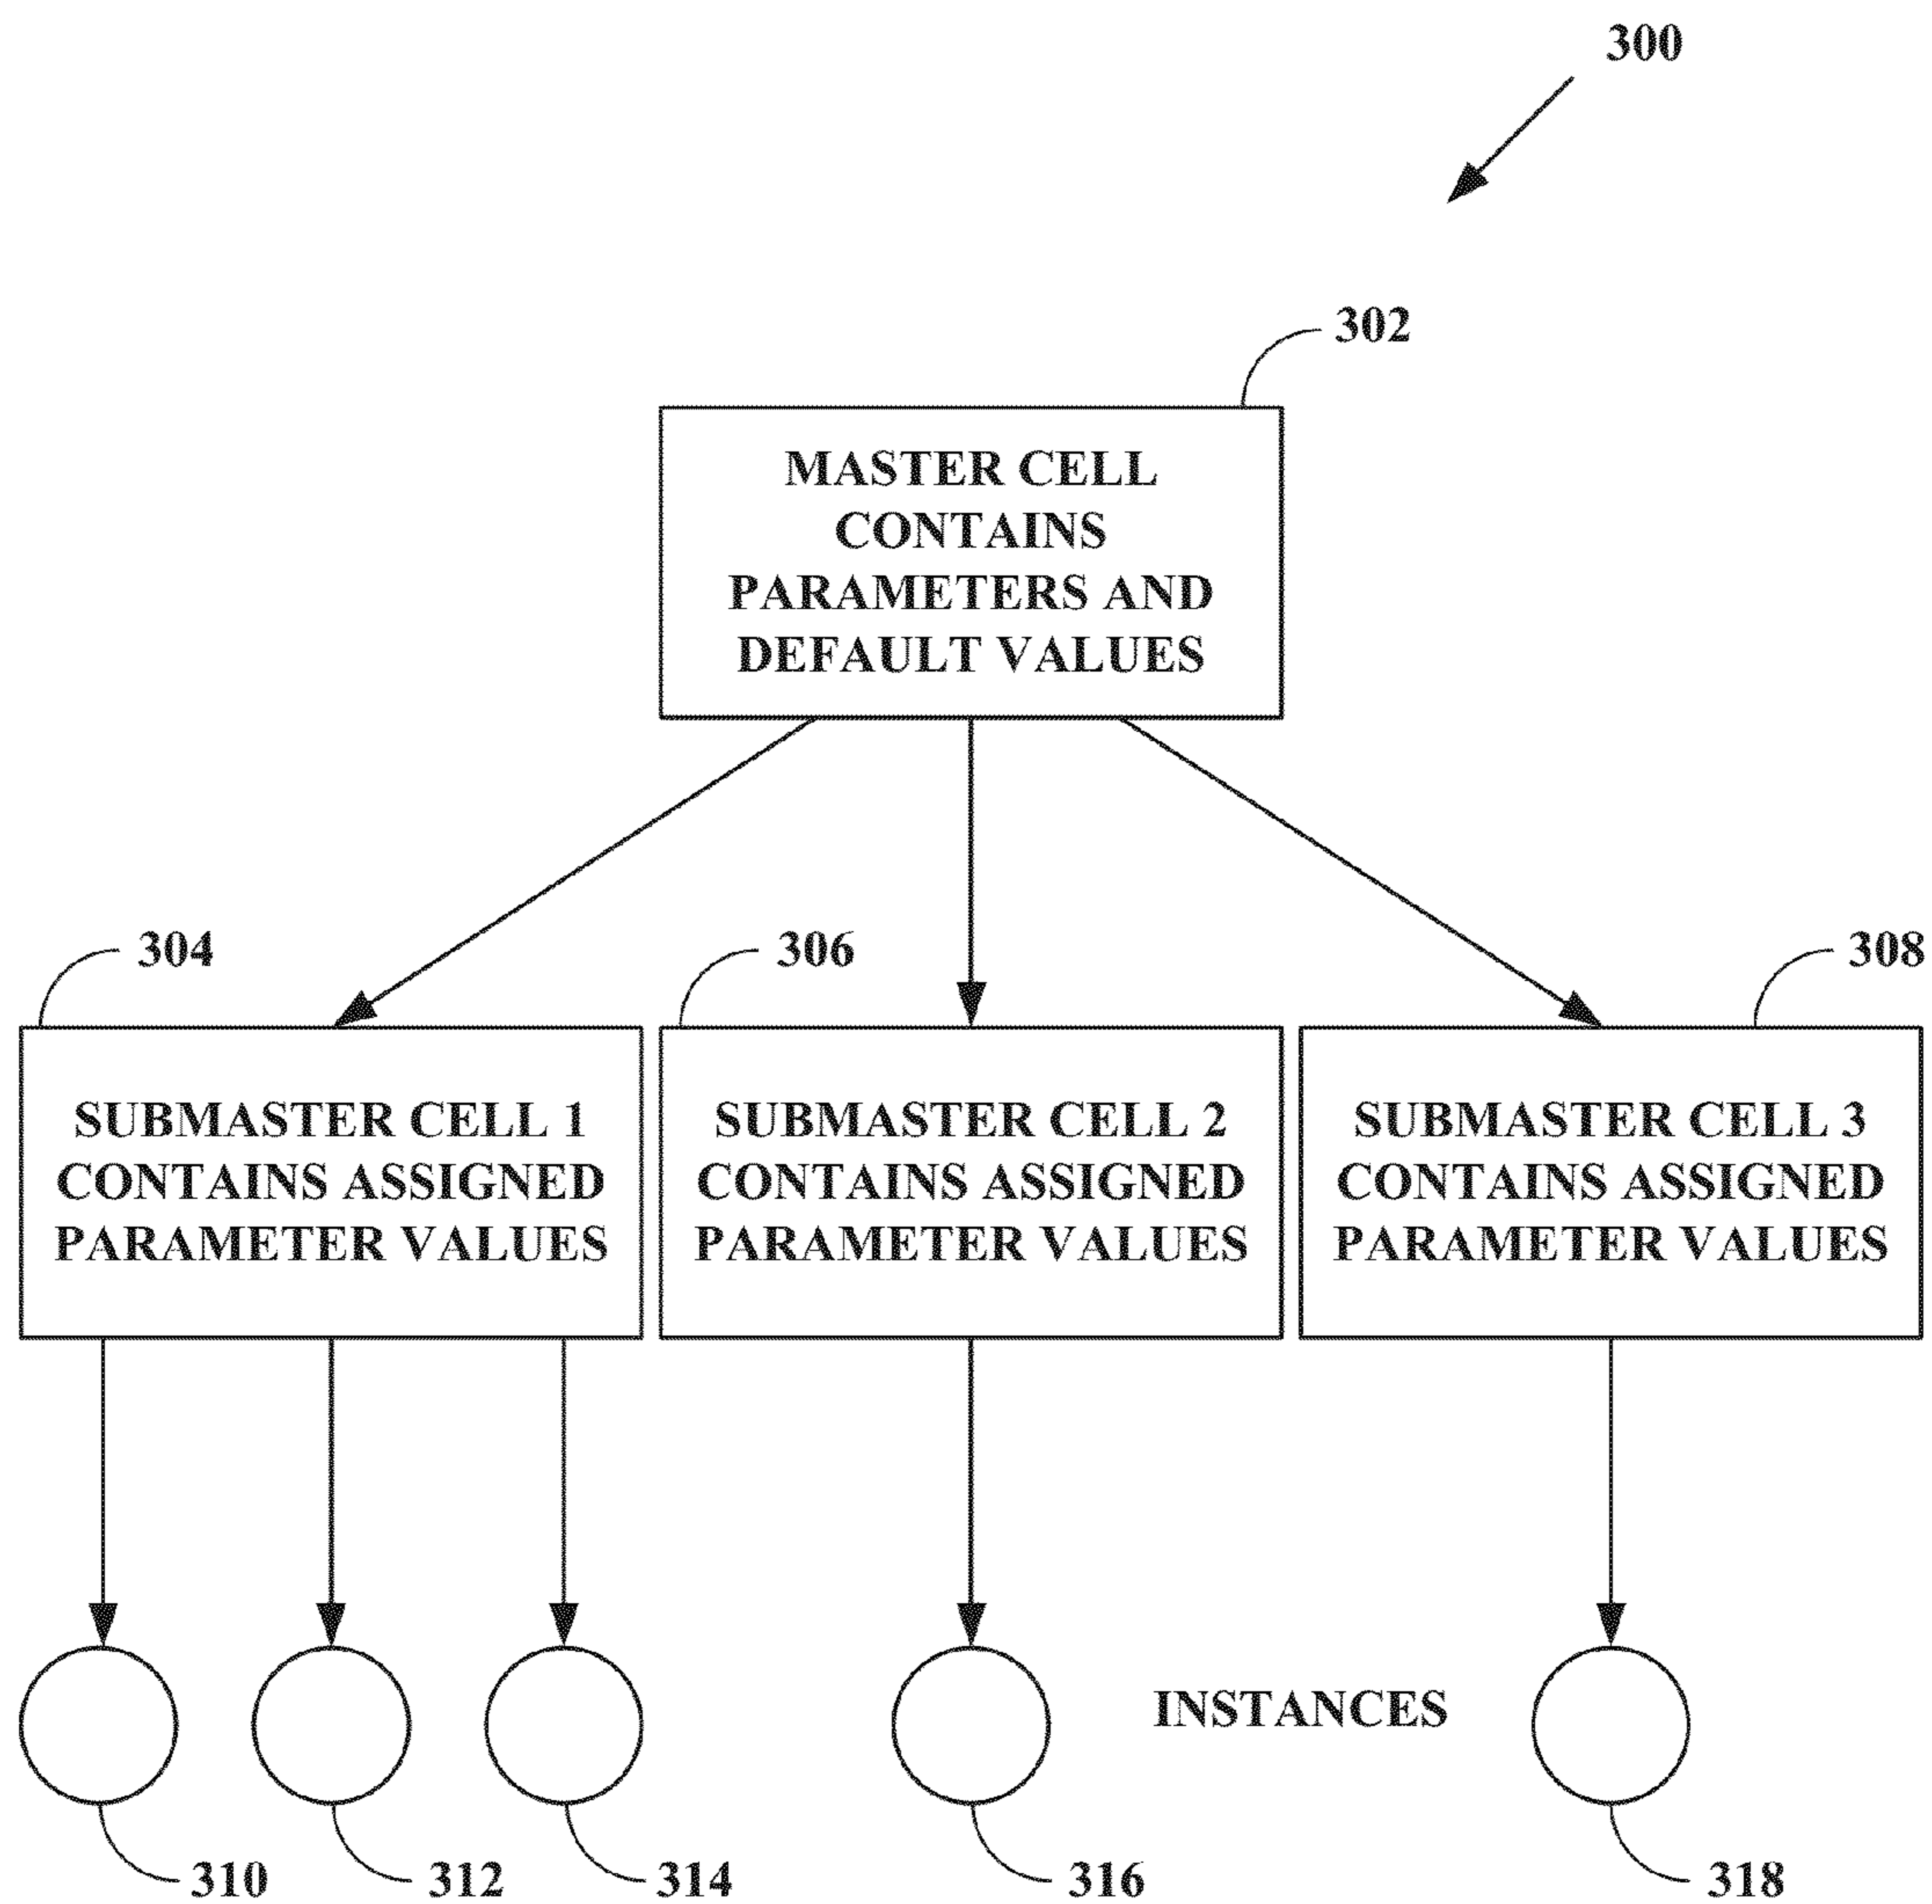 300
302
MASTER CELL
CONTAINS
PARAMETERS AND
DEFAULT VALUES
304
306
308
SUBMASTER CELL 1
CONTAINS ASSIGNED
PARAMETER VALUES
SUBMASTER CELL 2
CONTAINS ASSIGNED
PARAMETER VALUES
SUBMASTER CELL 3
CONTAINS ASSIGNED
PARAMETER VALUES
INSTANCES
310
312
314
316
318